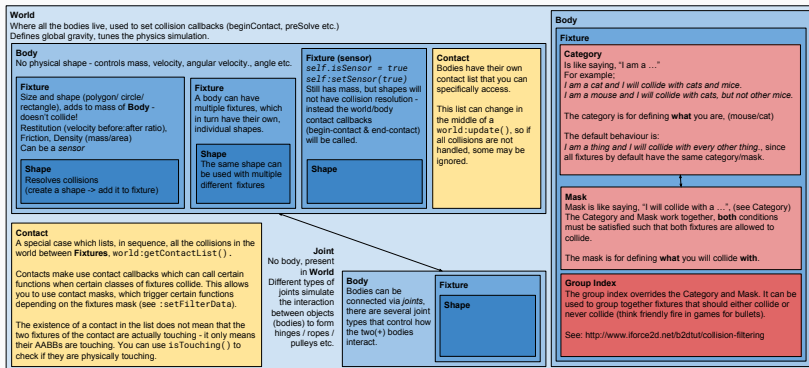 World
Where all the bodies live, used to set collision callbacks (beginContact, preSolve etc.)
Defines global gravity, tunes the physics simulation.
Body
No physical shape - controls mass, velocity, angular velocity., angle etc.
Fixture
Size and shape (polygon/ circle/
rectangle), adds to mass of Body -
doesn't collide!
Restitution (velocity before:after ratio),
Friction, Density (mass/area)
Can be a sensor
Shape
Resolves collisions
(create a shape -> add it to fixture)
Fixture
A body can have
multiple fixtures, which
in turn have their own,
individual shapes.
Shape
The same shape can
be used with multiple
different fixtures
Fixture (sensor)
self.isSensor = true
self:setSensor(true)
Still has mass, but shapes will
not have collision resolution -
instead the world/body
contact callbacks
(begin-contact & end-contact)
will be called.
Shape
Contact
Bodies have their own
contact list that you can
specifically access.
This list can change in
the middle of a
world:update(), so if
all collisions are not
handled, some may be
ignored.
Contact
A special case which lists, in sequence, all the collisions in the
world between Fixtures, world:getContactList().
Contacts make use contact callbacks which can call certain
functions when certain classes of fixtures collide. This allows
you to use contact masks, which trigger certain functions
depending on the fixtures mask (see :setFilterData).
The existence of a contact in the list does not mean that the
two fixtures of the contact are actually touching - it only means
their AABBs are touching. You can use isTouching() to
check if they are physically touching.
Joint
No body, present
in World
Different types of
joints simulate
the interaction
between objects
(bodies) to form
hinges / ropes /
pulleys etc.
Body
Bodies can be
connected via joints,
there are several joint
types that control how
the two(+) bodies
interact.
Fixture
Shape
Body
Fixture
Category
Is like saying, "I am a …"
For example;
I am a cat and I will collide with cats and mice.
I am a mouse and I will collide with cats, but not other mice.
The category is for defining what you are, (mouse/cat)
The default behaviour is:
I am a thing and I will collide with every other thing., since
all fixtures by default have the same category/mask.
Mask
Mask is like saying, "I will collide with a …", (see Category)
The Category and Mask work together, both conditions
must be satisfied such that both fixtures are allowed to
collide.
The mask is for defining what you will collide with.
Group Index
The group index overrides the Category and Mask. It can be
used to group together fixtures that should either collide or
never collide (think friendly fire in games for bullets).
See: http://www.iforce2d.net/b2dtut/collision-filtering